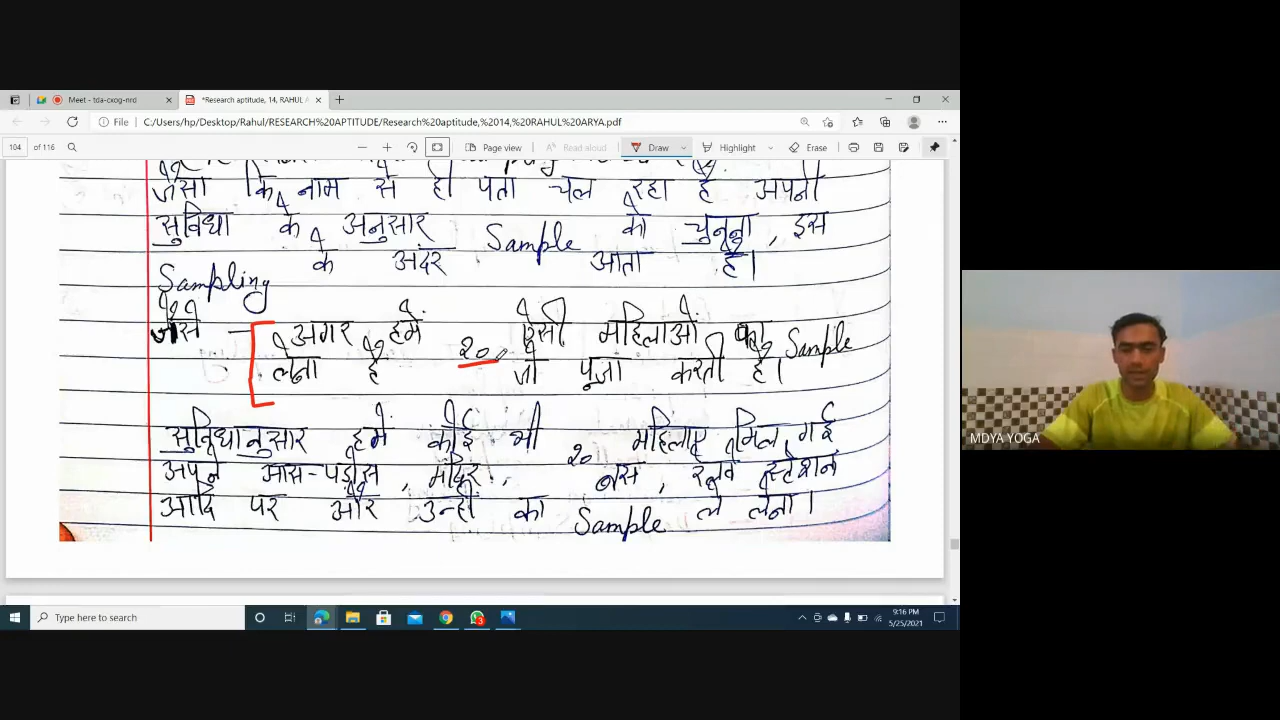 Meet - tda-cxog-nrd
*Research aptitude, 14, RAHUL A
File
C:/Users/hp/Desktop/Rahul/RESEARCH%20APTITUDE/Research%20aptitude,%2014,%20RAHUL%20ARYA.pdf
104 of 116
Page view
Read aloud
Draw
Highlight
Erase
जैसा कि नाम से ही पता चल रहा है अपनी
सुविधा के अनुसार Sample को चुनना, इस
Sampling के अंदर आता है।
जैसे - अगर हमें २० ऐसी महिलाओं का Sample
लेना है जो पूजा करती है।
सुविधानुसार हमें कोई भी २० महिलाएं मिल गई
अपने आस-पड़ोस, मंदिर, बस, रेलवे स्टेशन
आदि पर और उन्हीं का Sample ले लेना।
MDYA YOGA
Type here to search
9:16 PM
5/25/2021